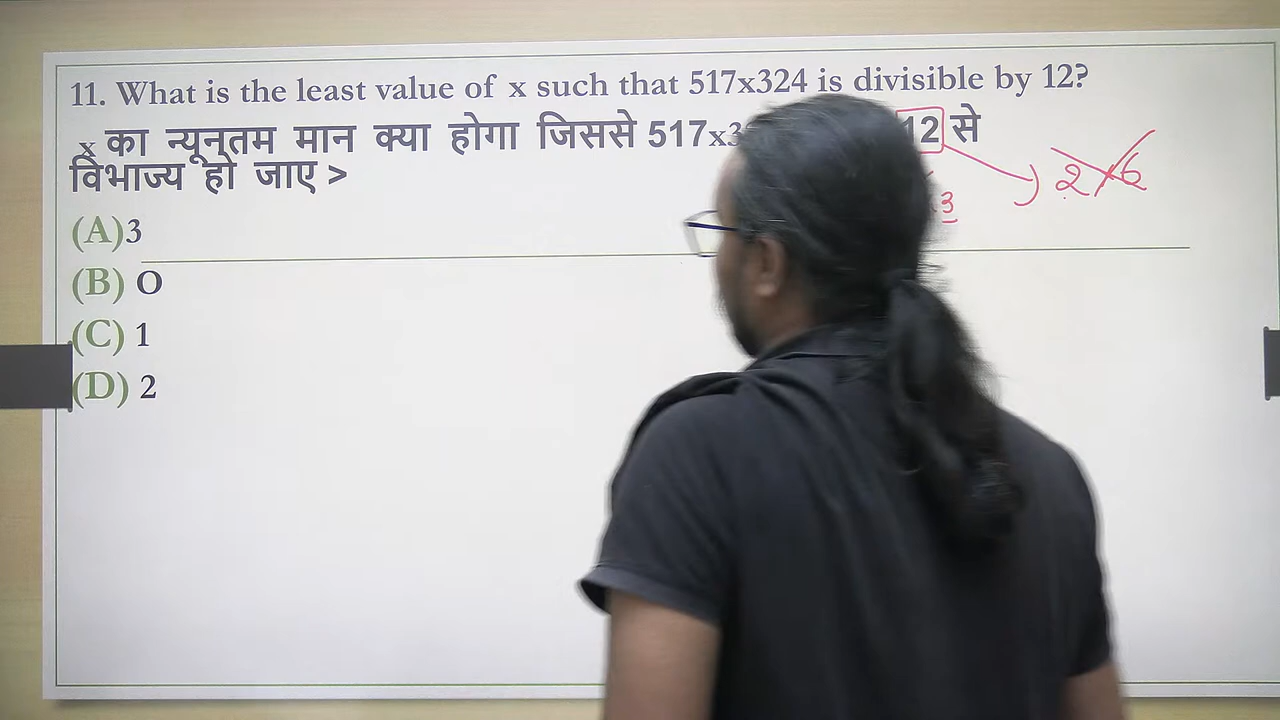 11. What is the least value of x such that 517x324 is divisible by 12?
x का न्यूनतम मान क्या होगा जिससे 517x3 12 से
विभाज्य हो जाए >
3
2×6
(A)3
(B) O
(C) 1
(D) 2